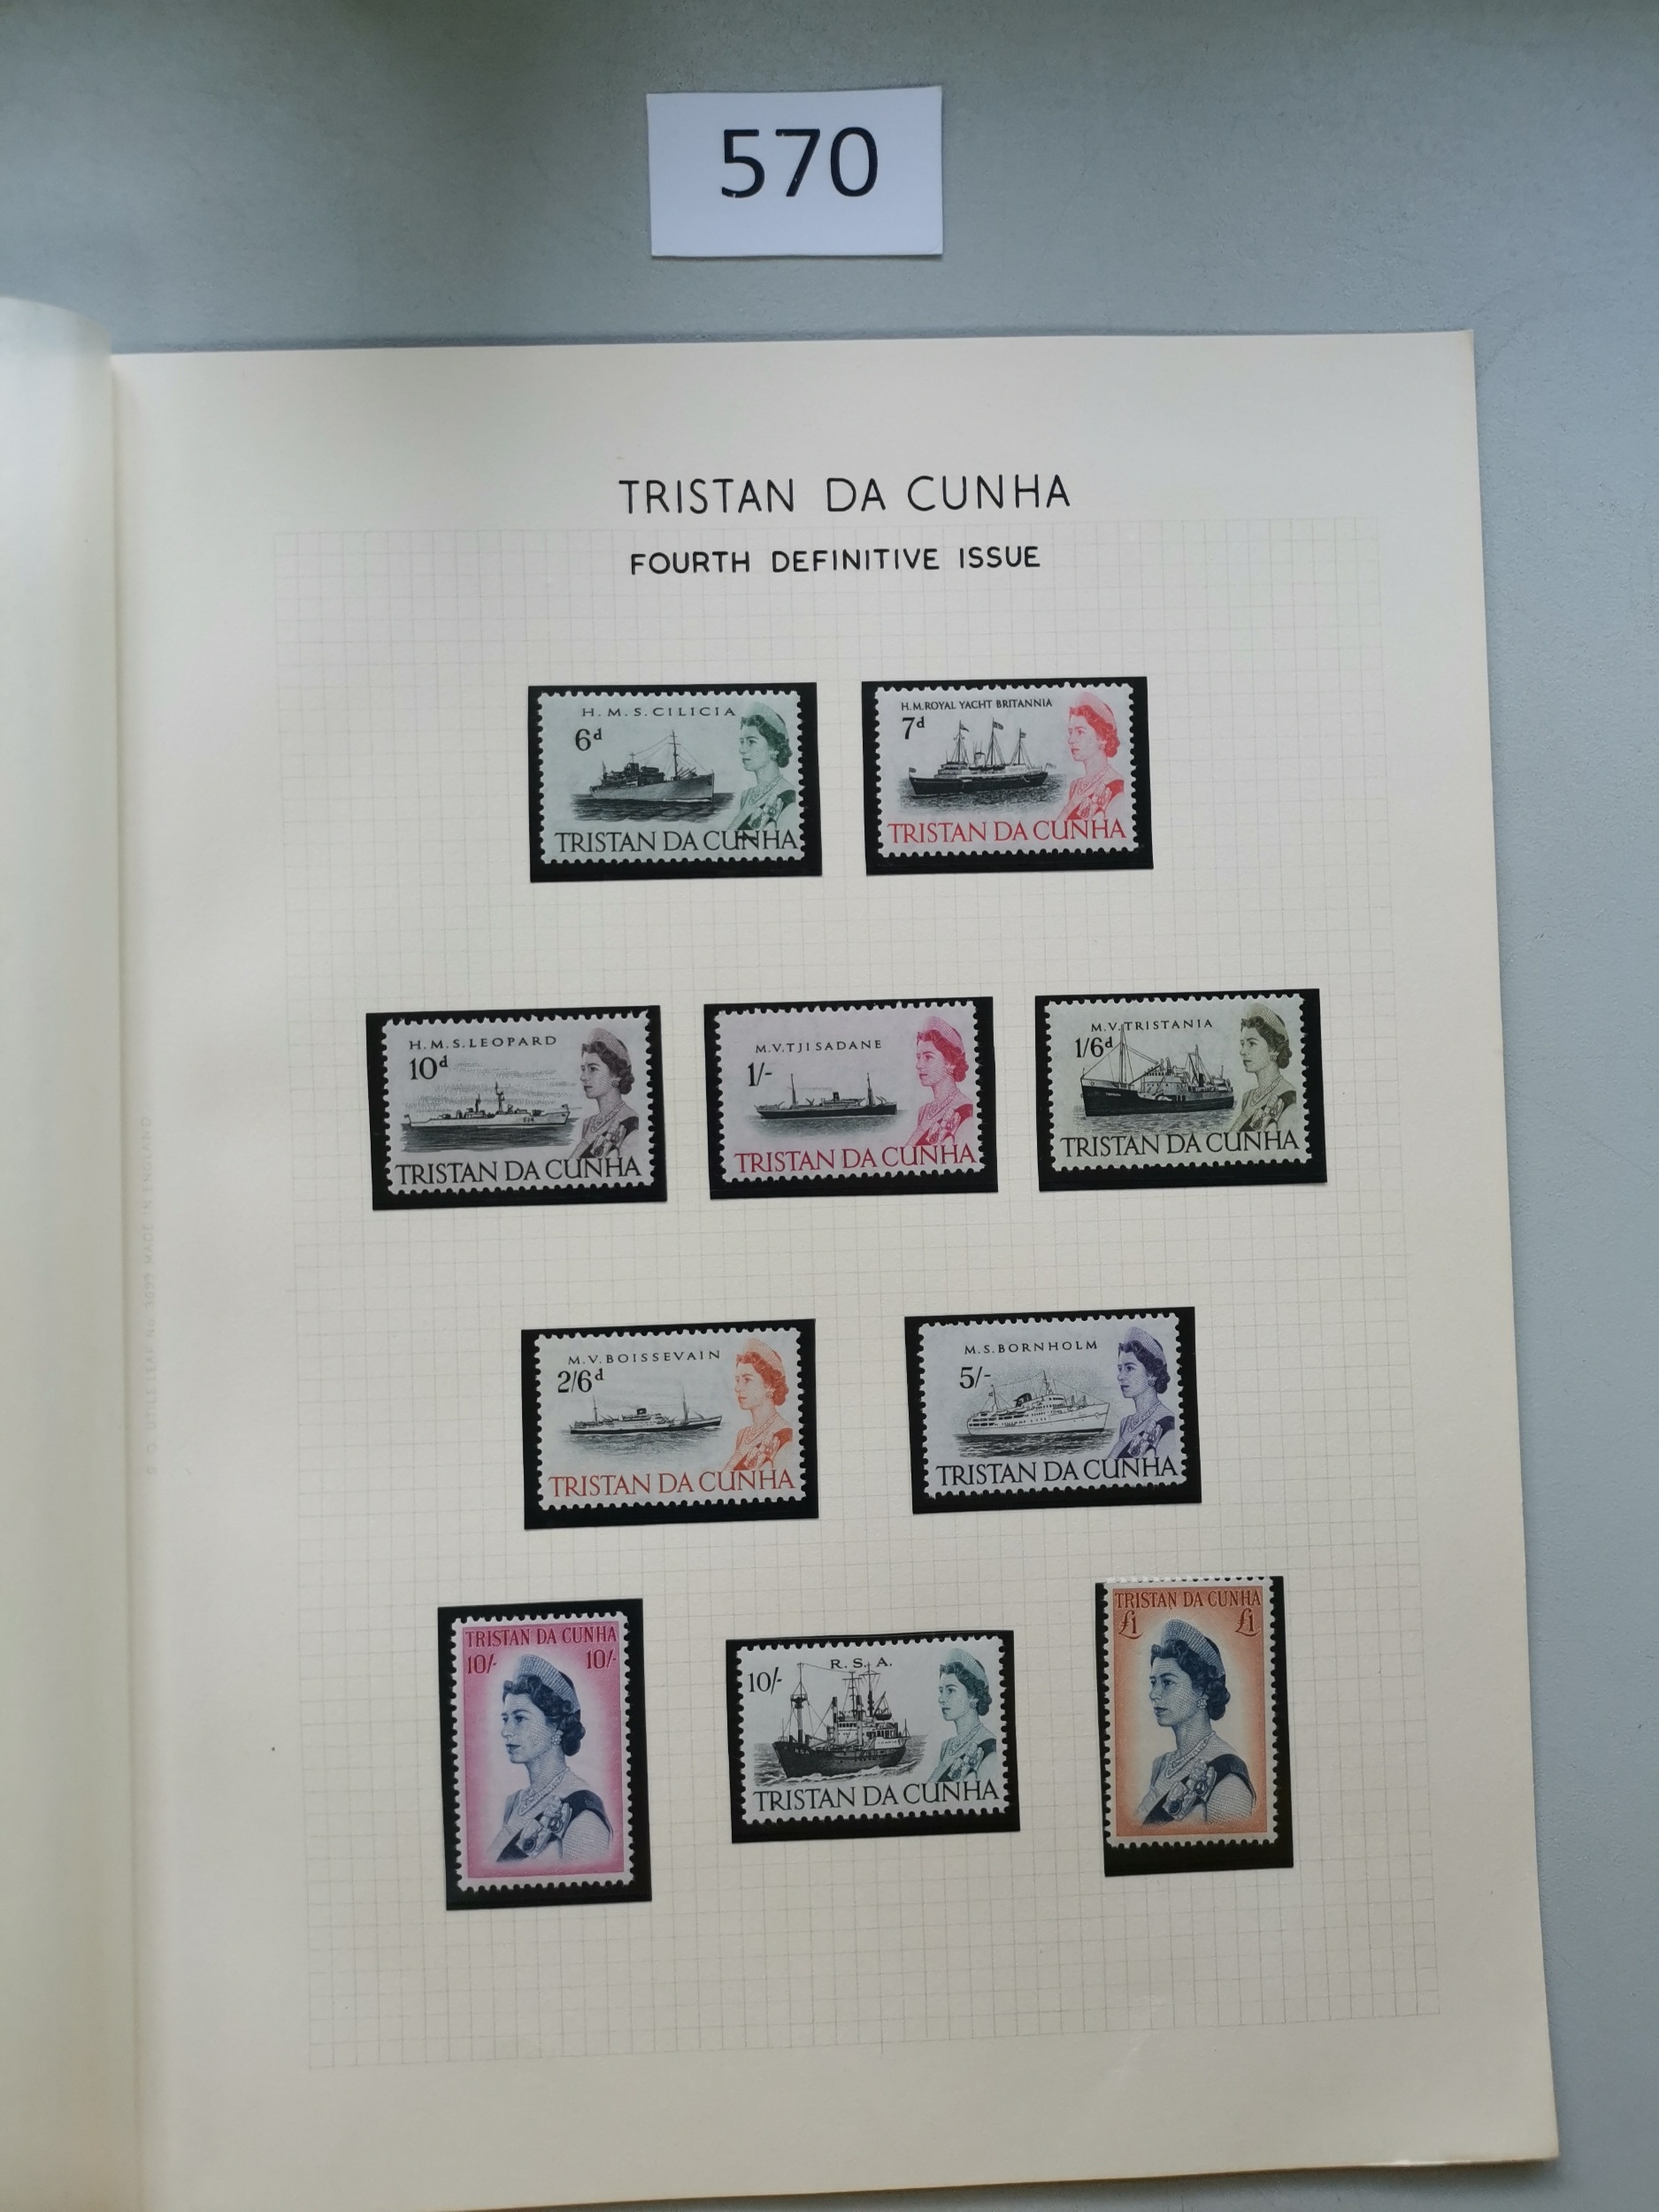 570
TRISTAN DA CUNHA
FOURTH DEFINITIVE ISSUE
H.M.S. CILICIA
6d
TRISTAN DA CUNHA
H.M. ROYAL YACHT BRITANNIA
7d
TRISTAN DA CUNHA
H.M.S. LEOPARD
10d
TRISTAN DA CUNHA
M.V. TJISADANE
1/-
TRISTAN DA CUNHA
M.V. TRISTANIA
1/6d
TRISTAN DA CUNHA
M.V. BOISSEVAIN
2/6d
TRISTAN DA CUNHA
M.S. BORNHOLM
5/-
TRISTAN DA CUNHA
TRISTAN DA CUNHA
10/- 10/-
R.S.A.
10/-
TRISTAN DA CUNHA
TRISTAN DA CUNHA
£1 £1
MADE IN ENGLAND